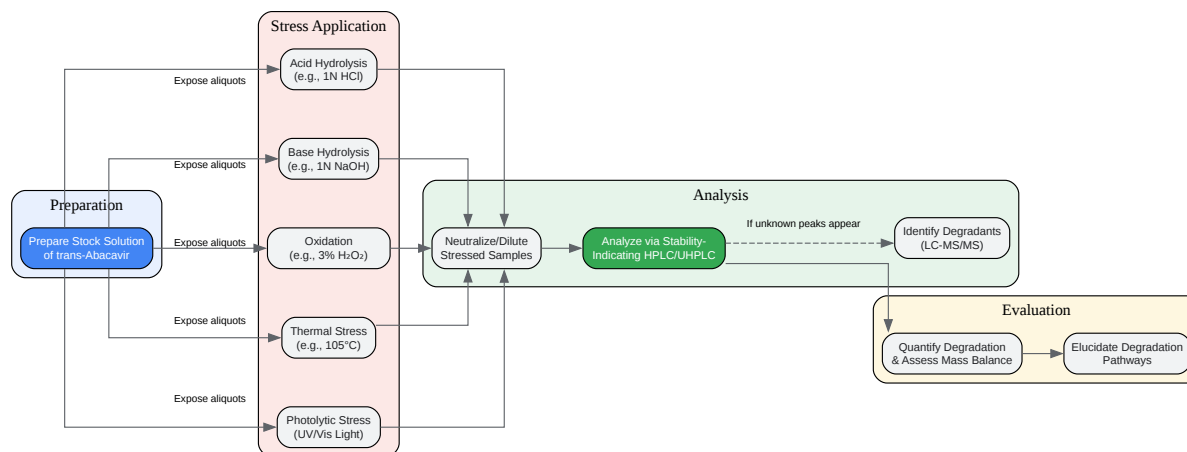 Stress Application
Acid Hydrolysis
(e.g., 1N HCl)
Expose aliquots
Base Hydrolysis
(e.g., 1N NaOH)
Expose aliquots
Preparation
Prepare Stock Solution
of trans-Abacavir
Expose aliquots
Oxidation
(e.g., 3% H₂O₂)
Expose aliquots
Thermal Stress
(e.g., 105°C)
Expose aliquots
Photolytic Stress
(UV/Vis Light)
Analysis
Neutralize/Dilute
Stressed Samples
Analyze via Stability-
Indicating HPLC/UHPLC
If unknown peaks appear
Identify Degradants
(LC-MS/MS)
Evaluation
Quantify Degradation
& Assess Mass Balance
Elucidate Degradation
Pathways